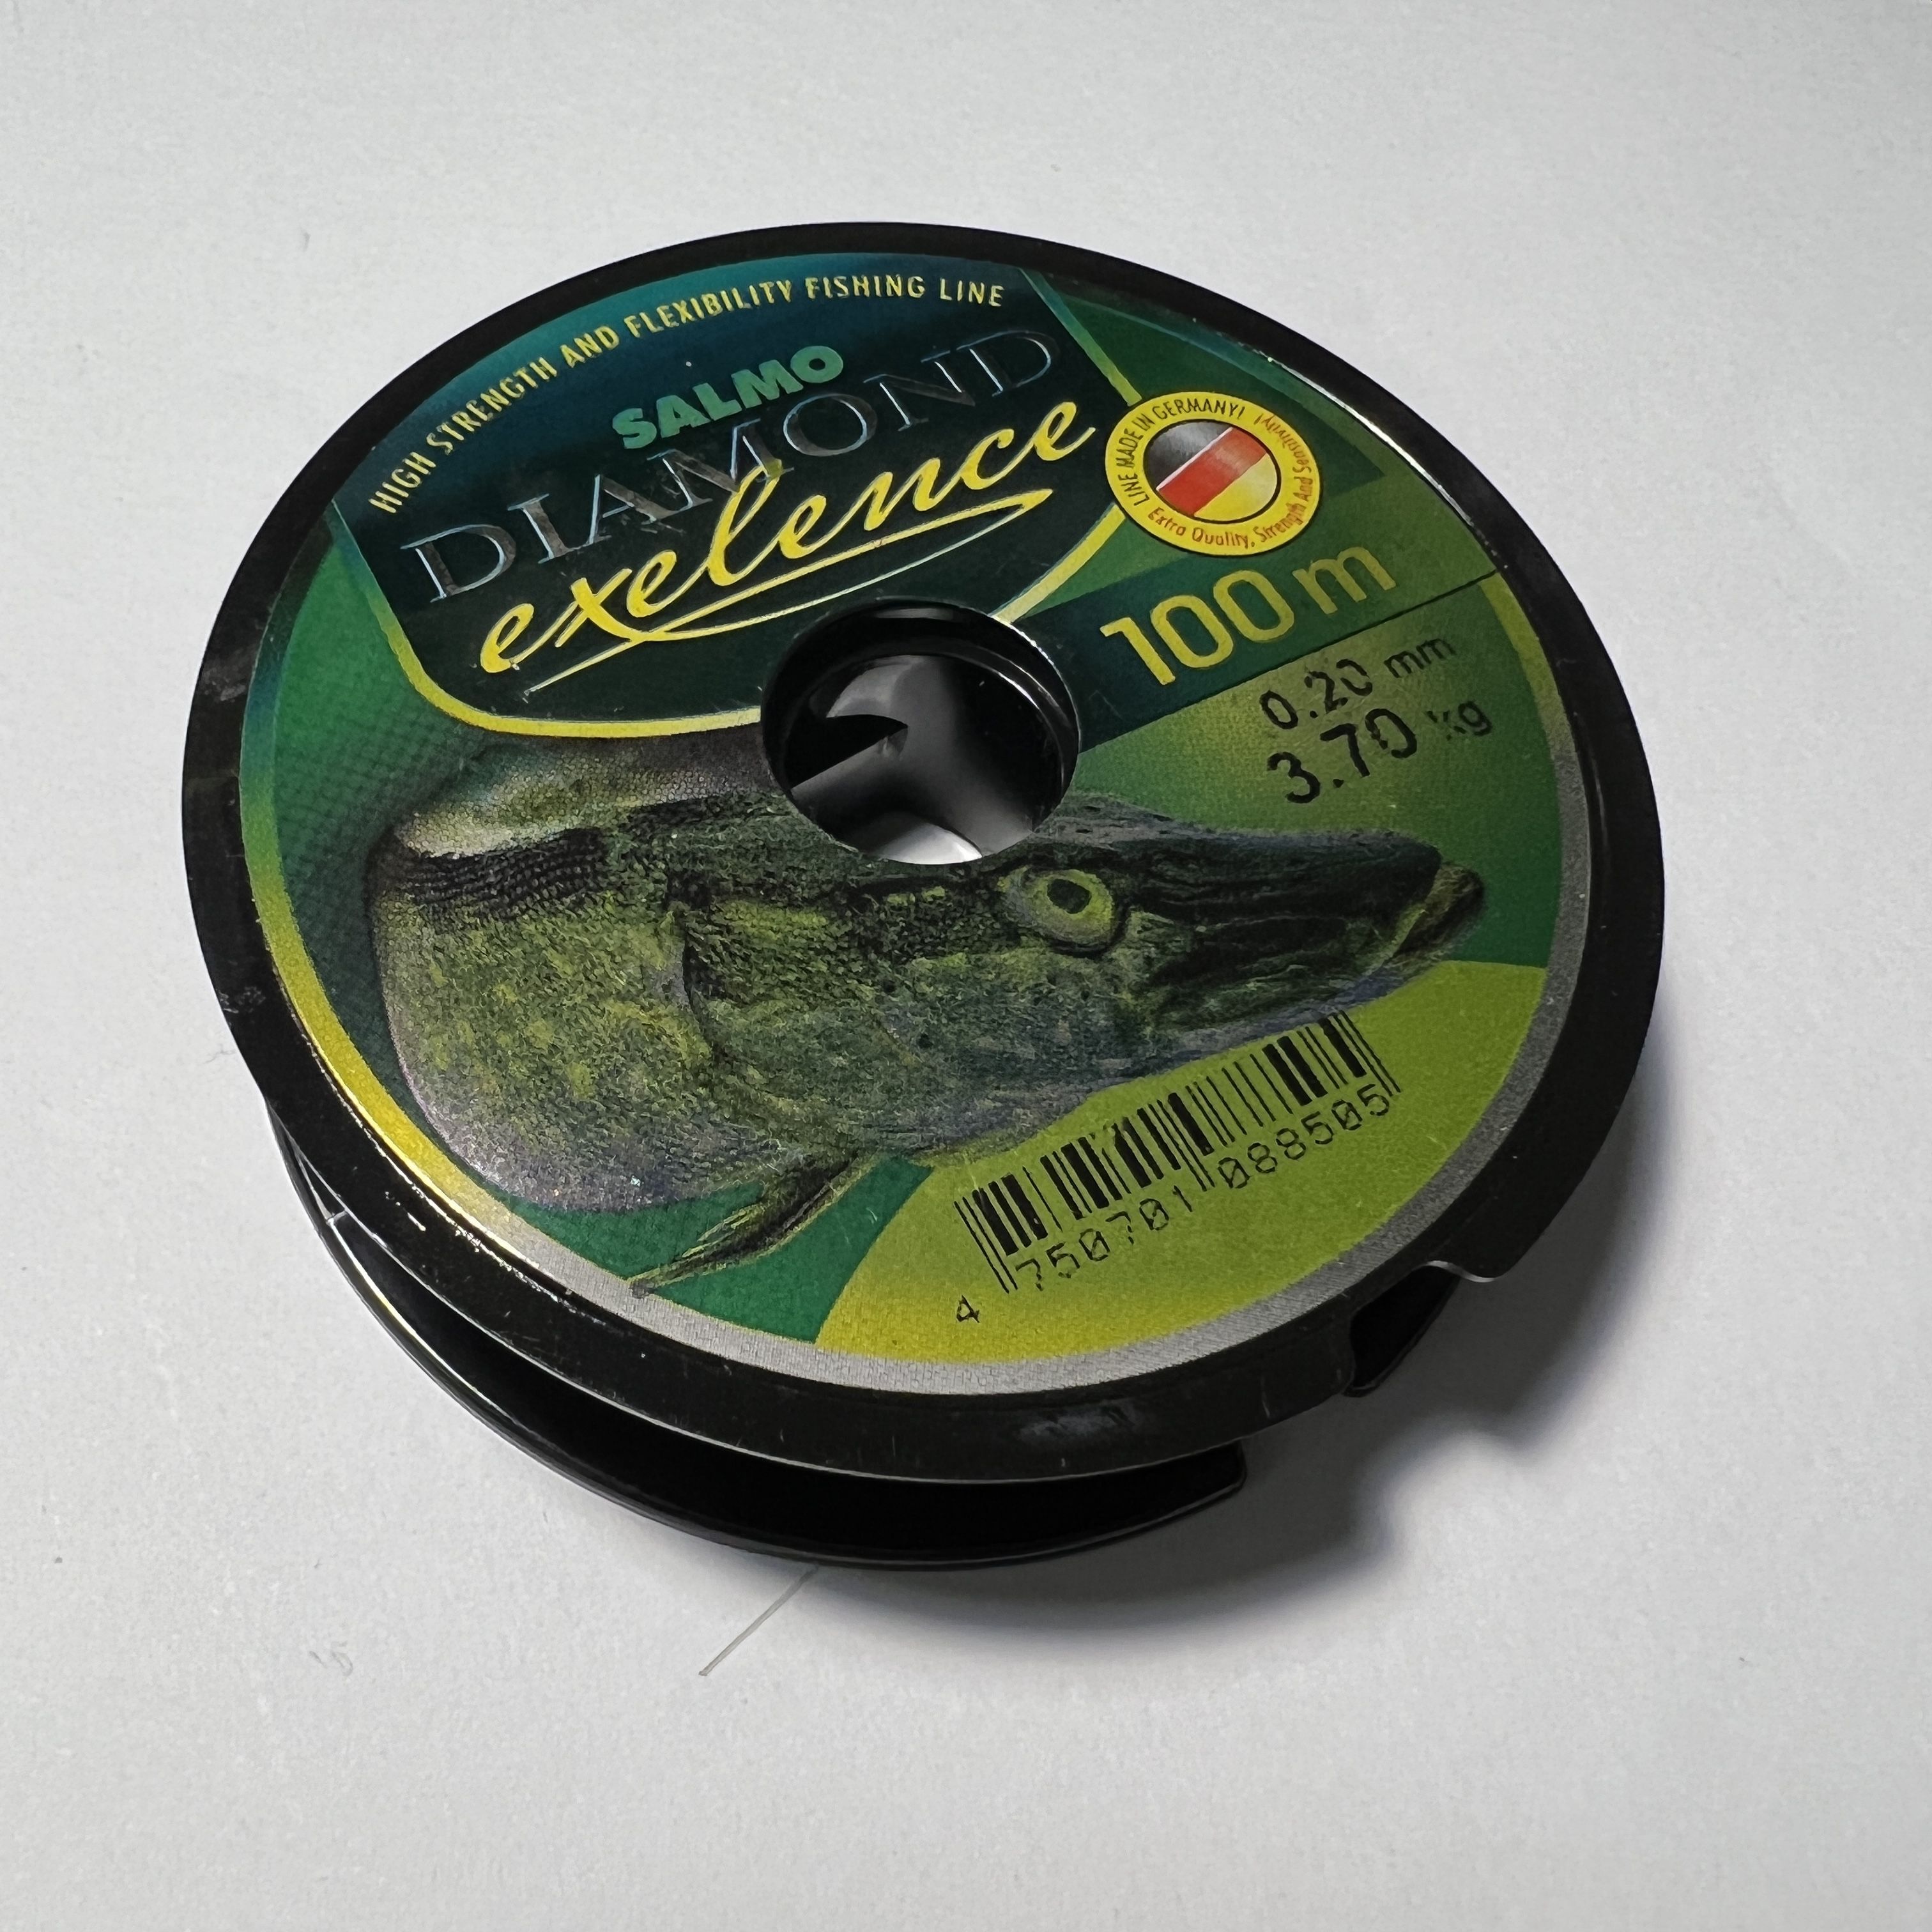 HIGH STRENGTH AND FLEXIBILITY FISHING LINE
SALMO
DIAMOND
exelence
LINE MADE IN GERMANY!
Extra Quality, Strength And Sensitivity!
100 m
0.20 mm
3.70 kg
4 750701 088505